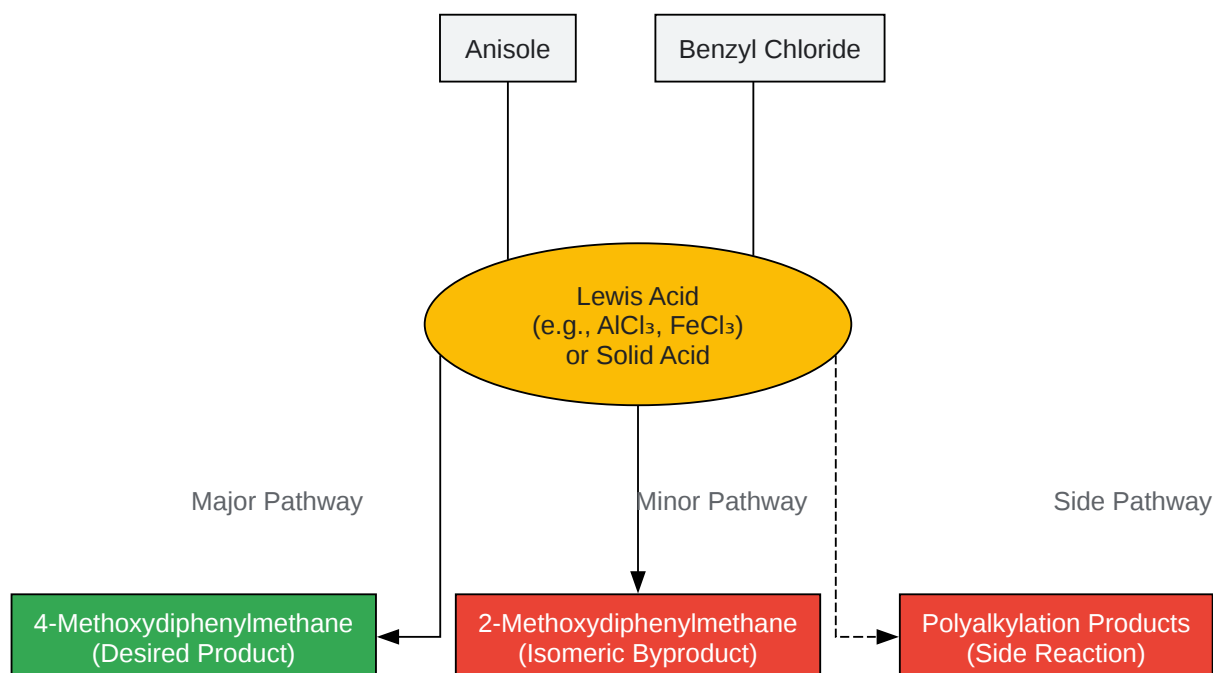 Anisole
Benzyl Chloride
Lewis Acid
(e.g., AlCl₃, FeCl₃)
or Solid Acid
Major Pathway
Minor Pathway
Side Pathway
4-Methoxydiphenylmethane
(Desired Product)
2-Methoxydiphenylmethane
(Isomeric Byproduct)
Polyalkylation Products
(Side Reaction)